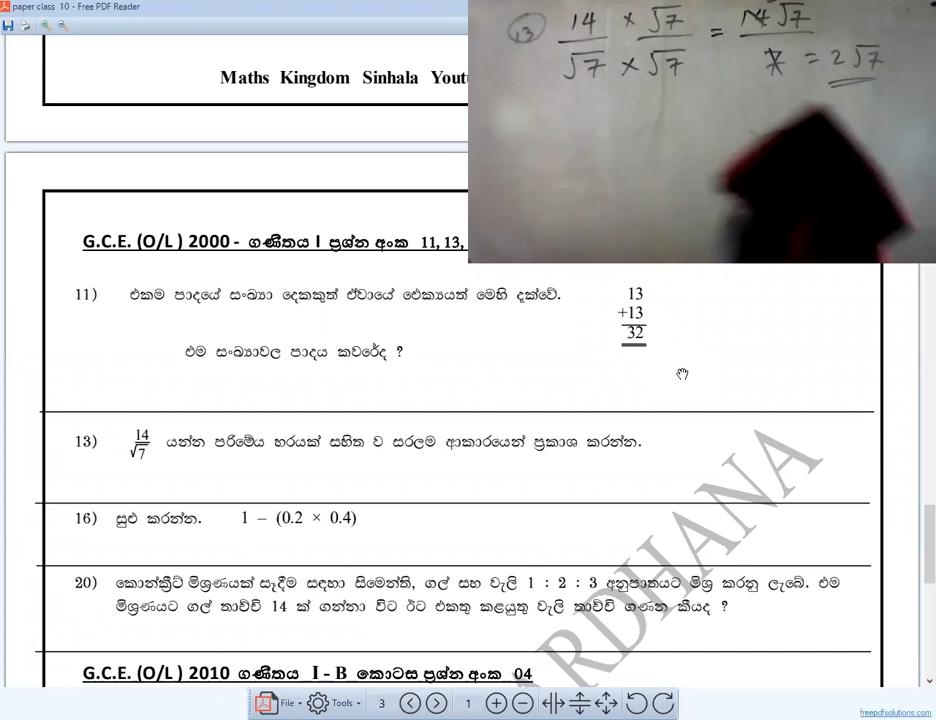 paper class 10 - Free PDF Reader
Maths Kingdom Sinhala Yout
13 14/√7 × √7/√7 = 14√7/7 = 2√7
G.C.E. (O/L ) 2000 - ගණිතය I ප්‍රශ්න අංක 11, 13,
11) එකම පාදයේ සංඛ්‍යා දෙකකුත් ඒවායේ ඓක්‍යයත් මෙහි දක්වේ. 13
+13
32
එම සංඛ්‍යාවල පාදය කවරේද ?
13) 14/√7 යන්න පරිමේය හරයක් සහිත ව සරලම ආකාරයෙන් ප්‍රකාශ කරන්න.
16) සුළු කරන්න. 1 – (0.2 × 0.4)
20) කොන්ක්‍රීට් මිශ්‍රණයක් සෑදීම සඳහා සිමෙන්ති, ගල් සහ වැලි 1 : 2 : 3 අනුපාතයට මිශ්‍ර කරනු ලැබේ. එම
මිශ්‍රණයට ගල් තාච්චි 14 ක් ගන්නා විට ඊට එකතු කළයුතු වැලි තාච්චි ගණන කීයද ?
ARDHANA
G.C.E. (O/L ) 2010 ගණිතය I - B කොටස ප්‍රශ්න අංක 04
File Tools 3 1
freepdfsolutions.com